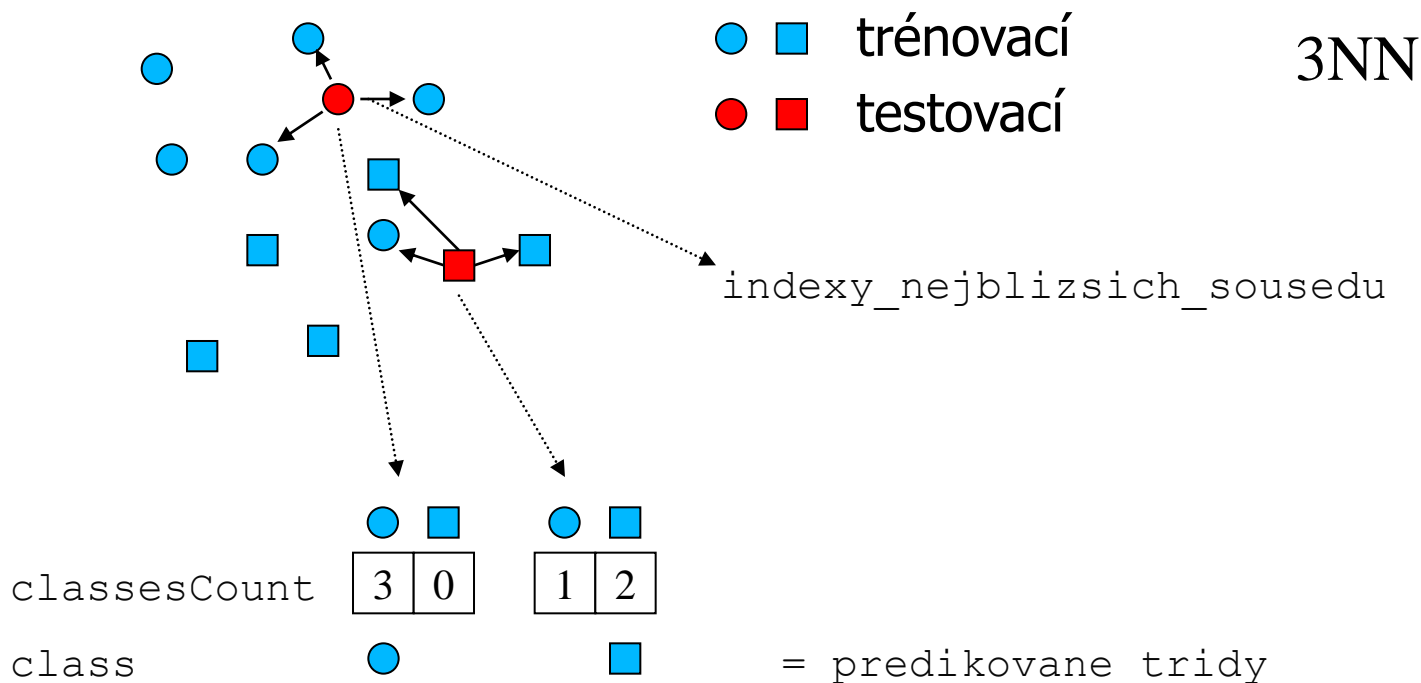 trénovací
3NN
testovací
indexy_nejblizsich_sousedu
classesCount 3 0 1 2
class = predikovane tridy